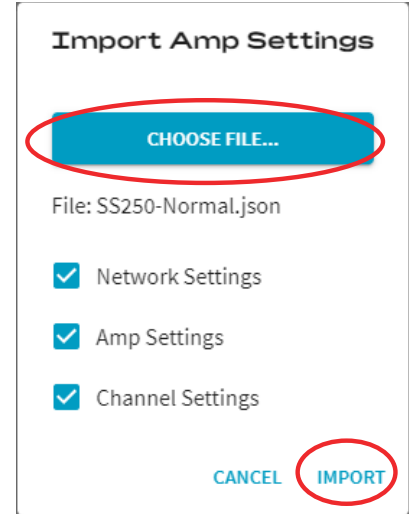 Import Amp Settings
CHOOSE FILE...
File: SS250-Normal.json
Network Settings
Amp Settings
Channel Settings
CANCEL IMPORT